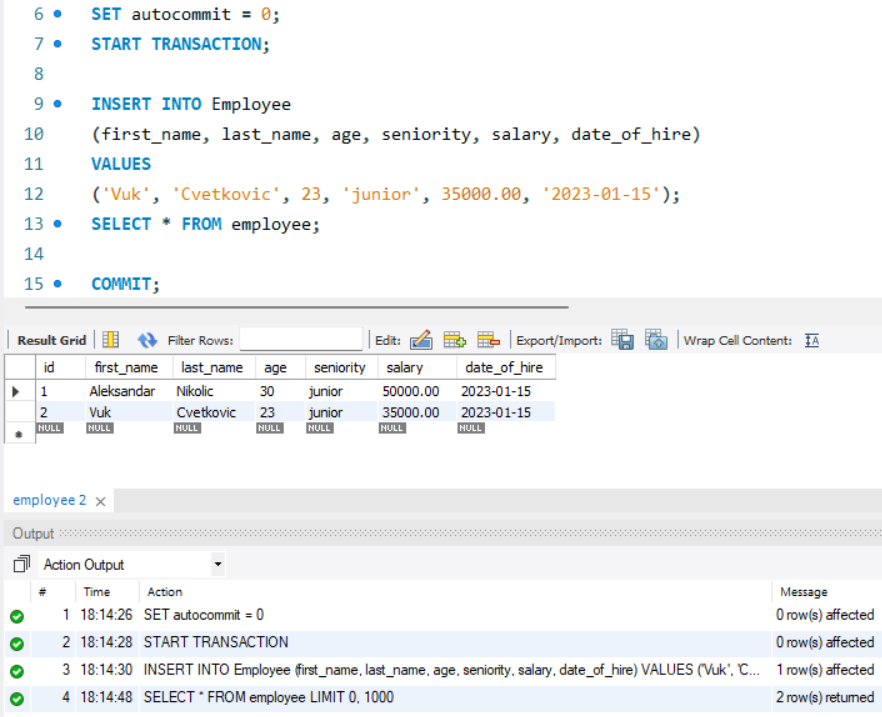 6 SET autocommit = 0;
7 START TRANSACTION;
8
9 INSERT INTO Employee
10 (first_name, last_name, age, seniority, salary, date_of_hire)
11 VALUES
12 ('Vuk', 'Cvetkovic', 23, 'junior', 35000.00, '2023-01-15');
13 SELECT * FROM employee;
14
15 COMMIT;
Result Grid Filter Rows: Edit: Export/Import: Wrap Cell Content: IA
id first_name last_name age seniority salary date_of_hire
1 Aleksandar Nikolic 30 junior 50000.00 2023-01-15
2 Vuk Cvetkovic 23 junior 35000.00 2023-01-15
NULL NULL NULL NULL NULL NULL NULL
employee 2
Output
Action Output
# Time Action Message
1 18:14:26 SET autocommit = 0 0 row(s) affected
2 18:14:28 START TRANSACTION 0 row(s) affected
3 18:14:30 INSERT INTO Employee (first_name, last_name, age, seniority, salary, date_of_hire) VALUES ('Vuk', 'C... 1 row(s) affected
4 18:14:48 SELECT * FROM employee LIMIT 0, 1000 2 row(s) returned